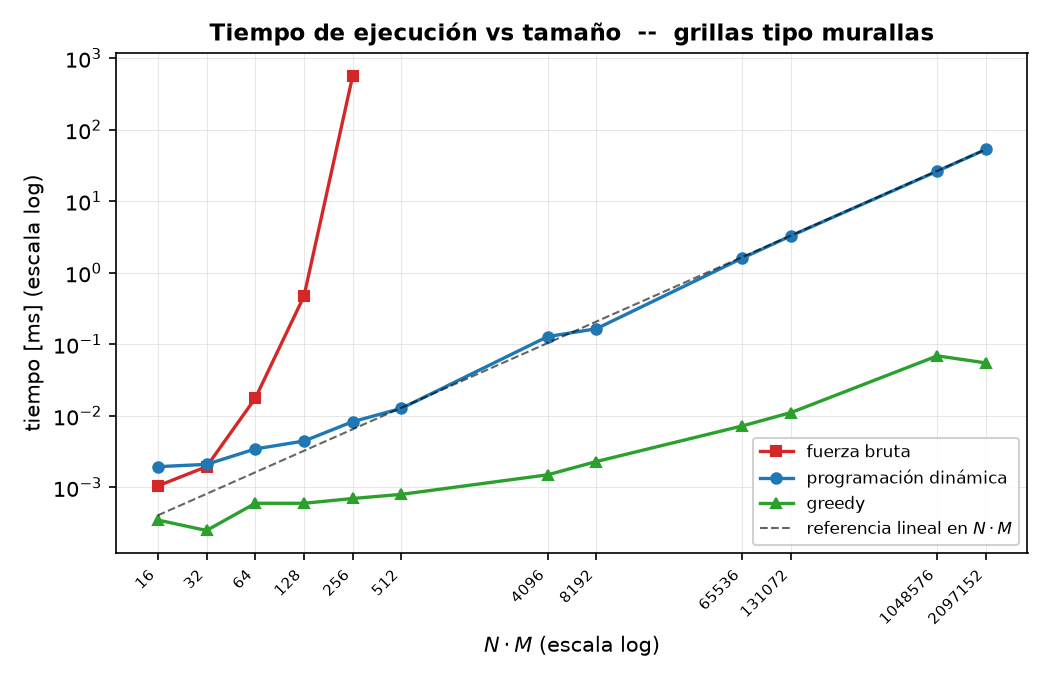 Tiempo de ejecución vs tamaño  --  grillas tipo murallas
tiempo [ms] (escala log)
10³
10²
10¹
10⁰
10⁻¹
10⁻²
10⁻³
fuerza bruta
programación dinámica
greedy
referencia lineal en N · M
16
32
64
128
256
512
4096
8192
65536
131072
1048576
2097152
N · M (escala log)